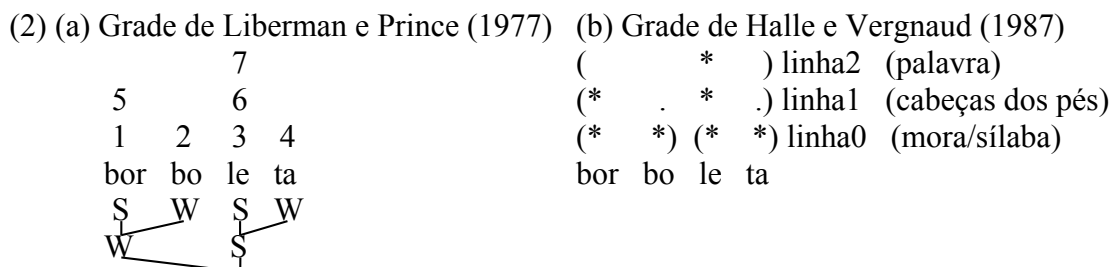 (2) (a) Grade de Liberman e Prince (1977) (b) Grade de Halle e Vergnaud (1987)
7 ( * ) linha2 (palavra)
5 6 (* . * .) linha1 (cabeças dos pés)
1 2 3 4 (* *) (* *) linha0 (mora/sílaba)
bor bo le ta bor bo le ta
S W S W
W S